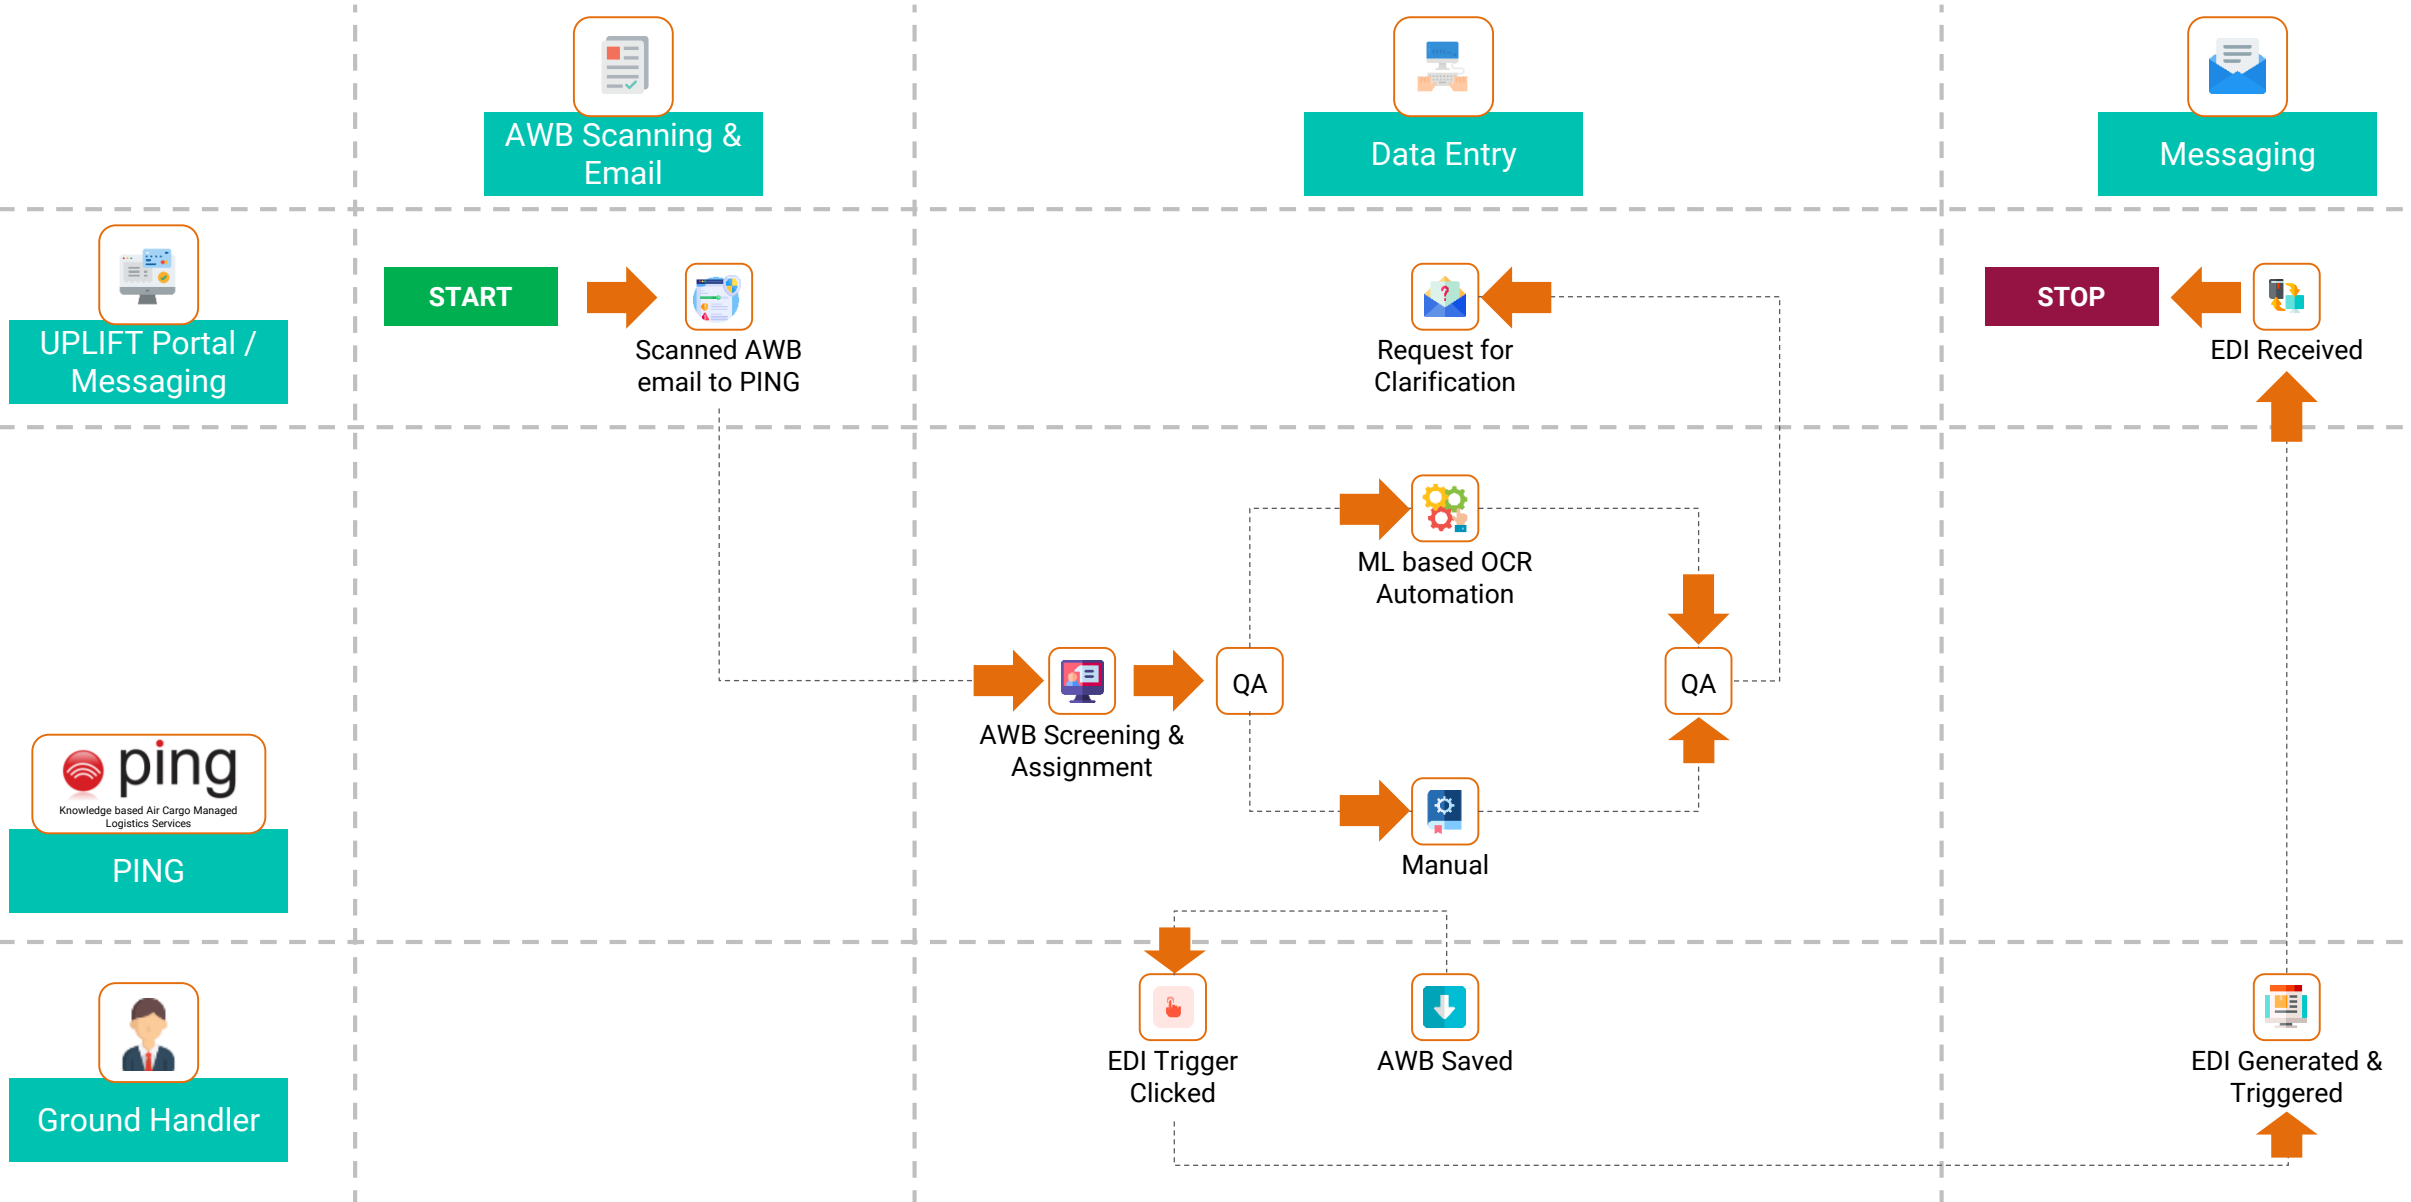 AWB Scanning &
Email
Data Entry
Messaging
UPLIFT Portal /
Messaging
START
Scanned AWB
email to PING
Request for
Clarification
STOP
EDI Received
ML based OCR
Automation
AWB Screening &
Assignment
QA
QA
Manual
ping
Knowledge based Air Cargo Managed
Logistics Services
PING
Ground Handler
EDI Trigger
Clicked
AWB Saved
EDI Generated &
Triggered